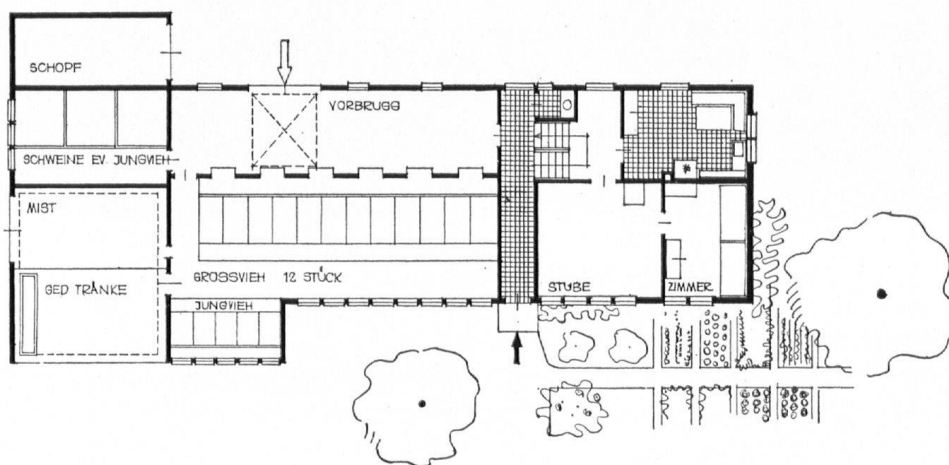 SCHOPF
VORBRUGG
SCHWEINE EV. JUNGVIEH
MIST
GED TRÄNKE
GROSSVIEH 12 STÜCK
JUNGVIEH
STUBE
ZIMMER